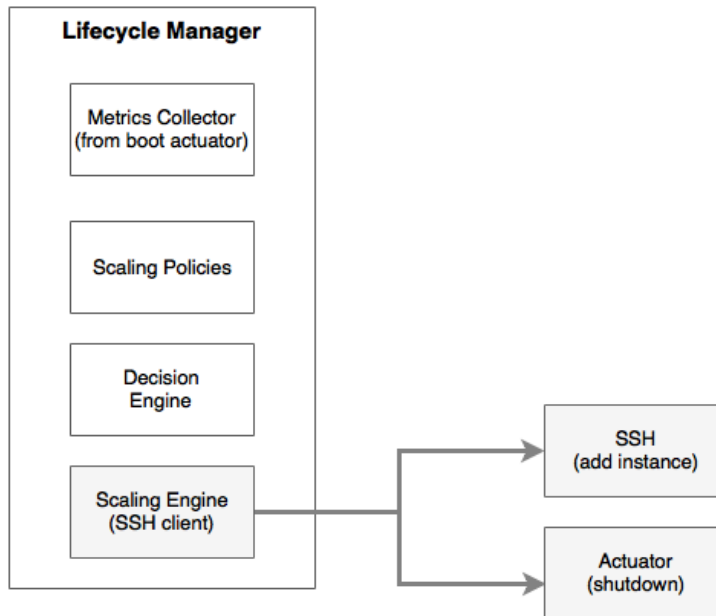 Lifecycle Manager
Metrics Collector
(from boot actuator)
Scaling Policies
Decision
Engine
Scaling Engine
(SSH client)
SSH
(add instance)
Actuator
(shutdown)